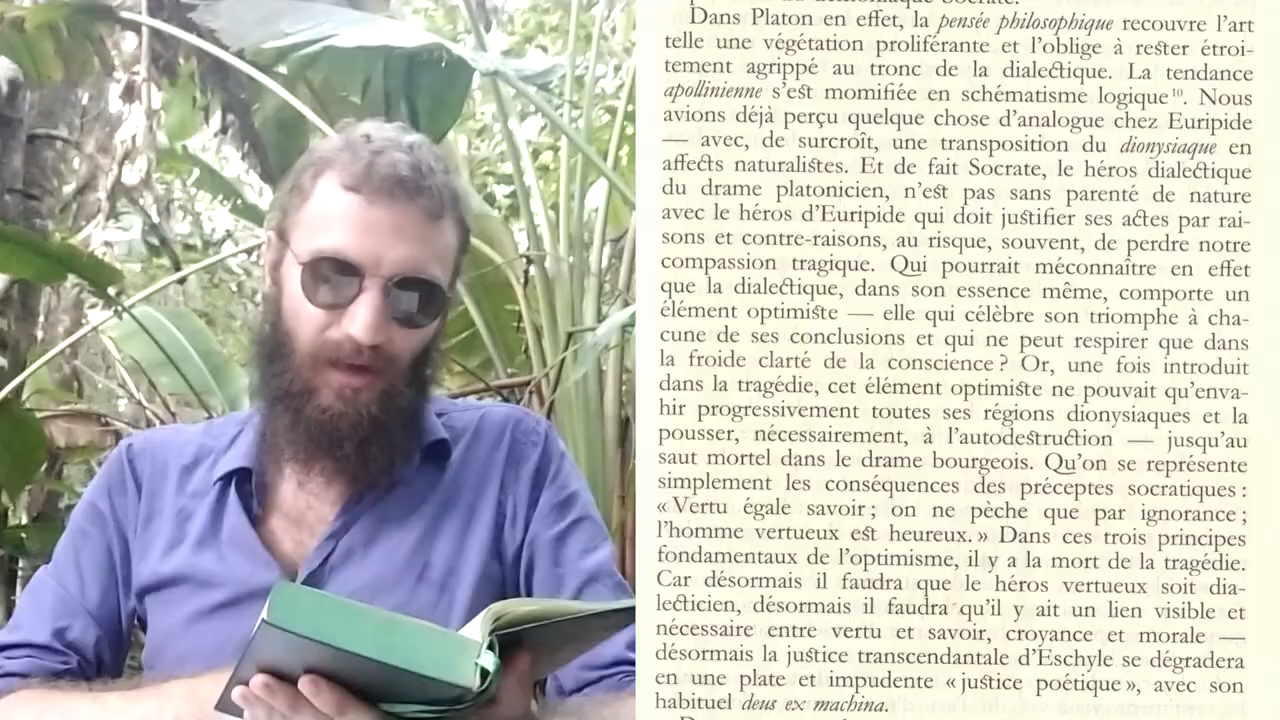 Dans Platon en effet, la pensée philosophique recouvre l’art
telle une végétation proliférante et l’oblige à rester étroi-
tement agrippé au tronc de la dialectique. La tendance
apollinienne s’est momifiée en schématisme logique¹⁰. Nous
avions déjà perçu quelque chose d’analogue chez Euripide
— avec, de surcroît, une transposition du dionysiaque en
affects naturalistes. Et de fait Socrate, le héros dialectique
du drame platonicien, n’est pas sans parenté de nature
avec le héros d’Euripide qui doit justifier ses actes par rai-
sons et contre-raisons, au risque, souvent, de perdre notre
compassion tragique. Qui pourrait méconnaître en effet
que la dialectique, dans son essence même, comporte un
élément optimiste — elle qui célèbre son triomphe à cha-
cune de ses conclusions et qui ne peut respirer que dans
la froide clarté de la conscience ? Or, une fois introduit
dans la tragédie, cet élément optimiste ne pouvait qu’enva-
hir progressivement toutes ses régions dionysiaques et la
pousser, nécessairement, à l’autodestruction — jusqu’au
saut mortel dans le drame bourgeois. Qu’on se représente
simplement les conséquences des préceptes socratiques :
« Vertu égale savoir ; on ne pèche que par ignorance ;
l’homme vertueux est heureux. » Dans ces trois principes
fondamentaux de l’optimisme, il y a la mort de la tragédie.
Car désormais il faudra que le héros vertueux soit dia-
lecticien, désormais il faudra qu’il y ait un lien visible et
nécessaire entre vertu et savoir, croyance et morale —
désormais la justice transcendantale d’Eschyle se dégradera
en une plate et impudente « justice poétique », avec son
habituel deus ex machina.